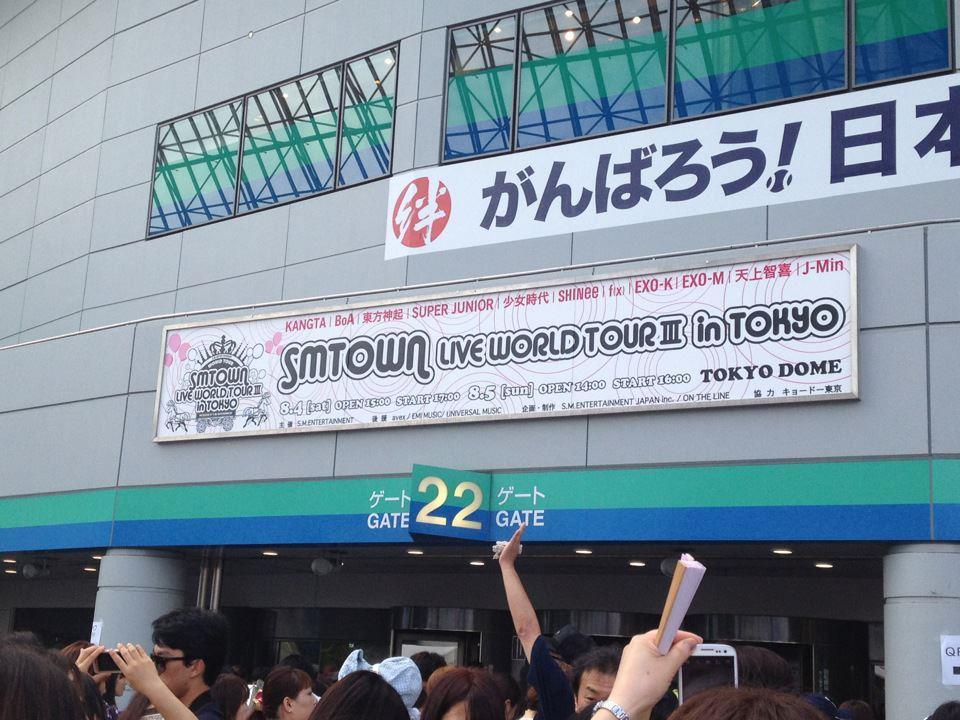 絆 がんばろう!日本
KANGTA | BoA | 東方神起 | SUPER JUNIOR | 少女時代 | SHINee | f(x) | EXO-K | EXO-M | 天上智喜 | J-Min
SMTOWN LIVE WORLD TOUR III in TOKYO
SMTOWN
LIVE WORLD TOUR III
in TOKYO
8.4 [sat] OPEN 15:00 START 17:00 8.5 [sun] OPEN 14:00 START 16:00 TOKYO DOME
主催 S.M.ENTERTAINMENT 後援 avex / EMI MUSIC/ UNIVERSAL MUSIC 企画・制作 S.M.ENTERTAINMENT JAPAN inc. / ON THE LINE 協力 キョードー東京
ゲート 22 ゲート
GATE GATE